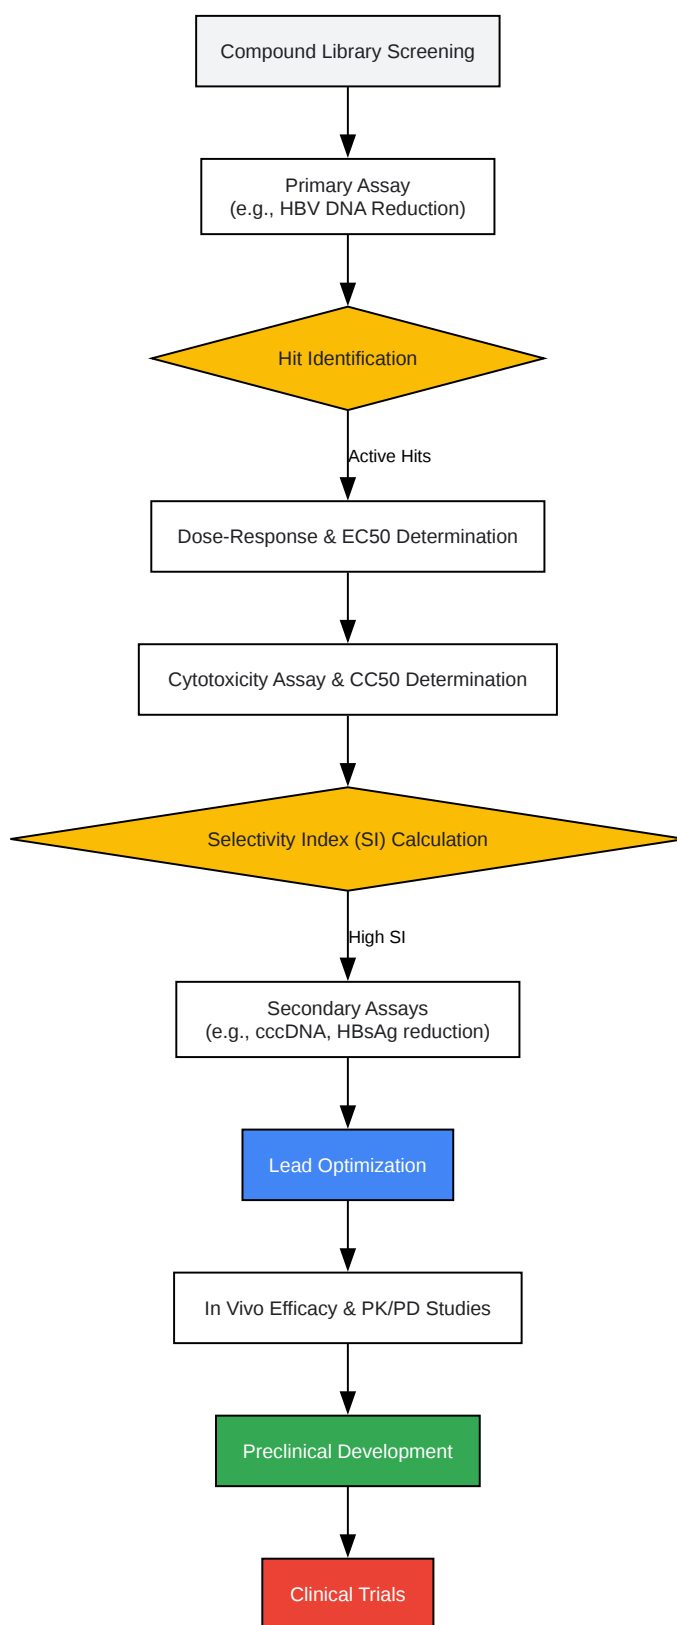 Compound Library Screening
Primary Assay
(e.g., HBV DNA Reduction)
Hit Identification
Active Hits
Dose-Response & EC50 Determination
Cytotoxicity Assay & CC50 Determination
Selectivity Index (SI) Calculation
High SI
Secondary Assays
(e.g., cccDNA, HBsAg reduction)
Lead Optimization
In Vivo Efficacy & PK/PD Studies
Preclinical Development
Clinical Trials